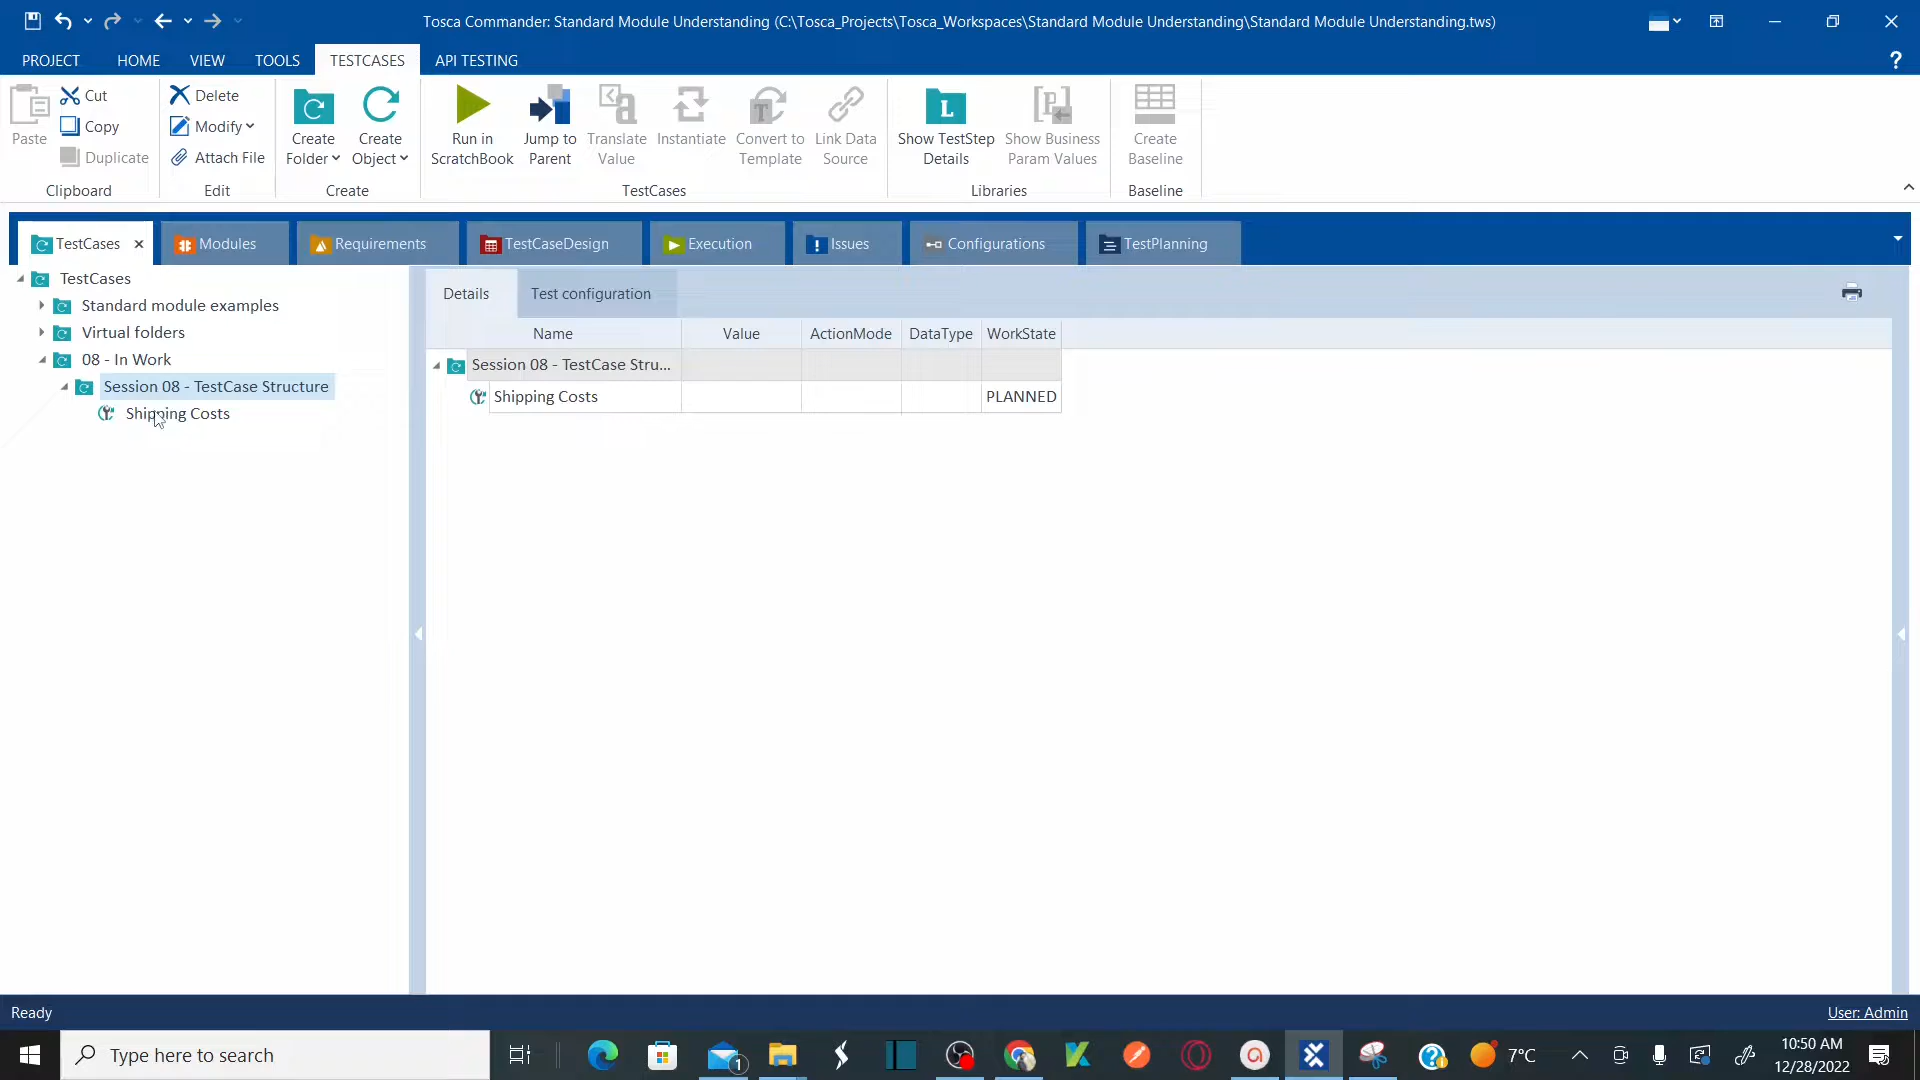 Tosca Commander: Standard Module Understanding (C:\Tosca_Projects\Tosca_Workspaces\Standard Module Understanding\Standard Module Understanding.tws)
PROJECT HOME VIEW TOOLS TESTCASES API TESTING ?
Paste
Cut
Copy
Duplicate
Clipboard
Delete
Modify
Attach File
Edit
Create Folder
Create Object
Create
Run in ScratchBook
Jump to Parent
Translate Value
Instantiate
Convert to Template
Link Data Source
TestCases
Show TestStep Details
Show Business Param Values
Libraries
Create Baseline
Baseline
TestCases Modules Requirements TestCaseDesign Execution Issues Configurations TestPlanning
TestCases
Standard module examples
Virtual folders
08 - In Work
Session 08 - TestCase Structure
Shipping Costs
Details Test configuration
Name Value ActionMode DataType WorkState
Session 08 - TestCase Stru...
Shipping Costs PLANNED
Ready User: Admin
Type here to search
1
7°C
10:50 AM
12/28/2022